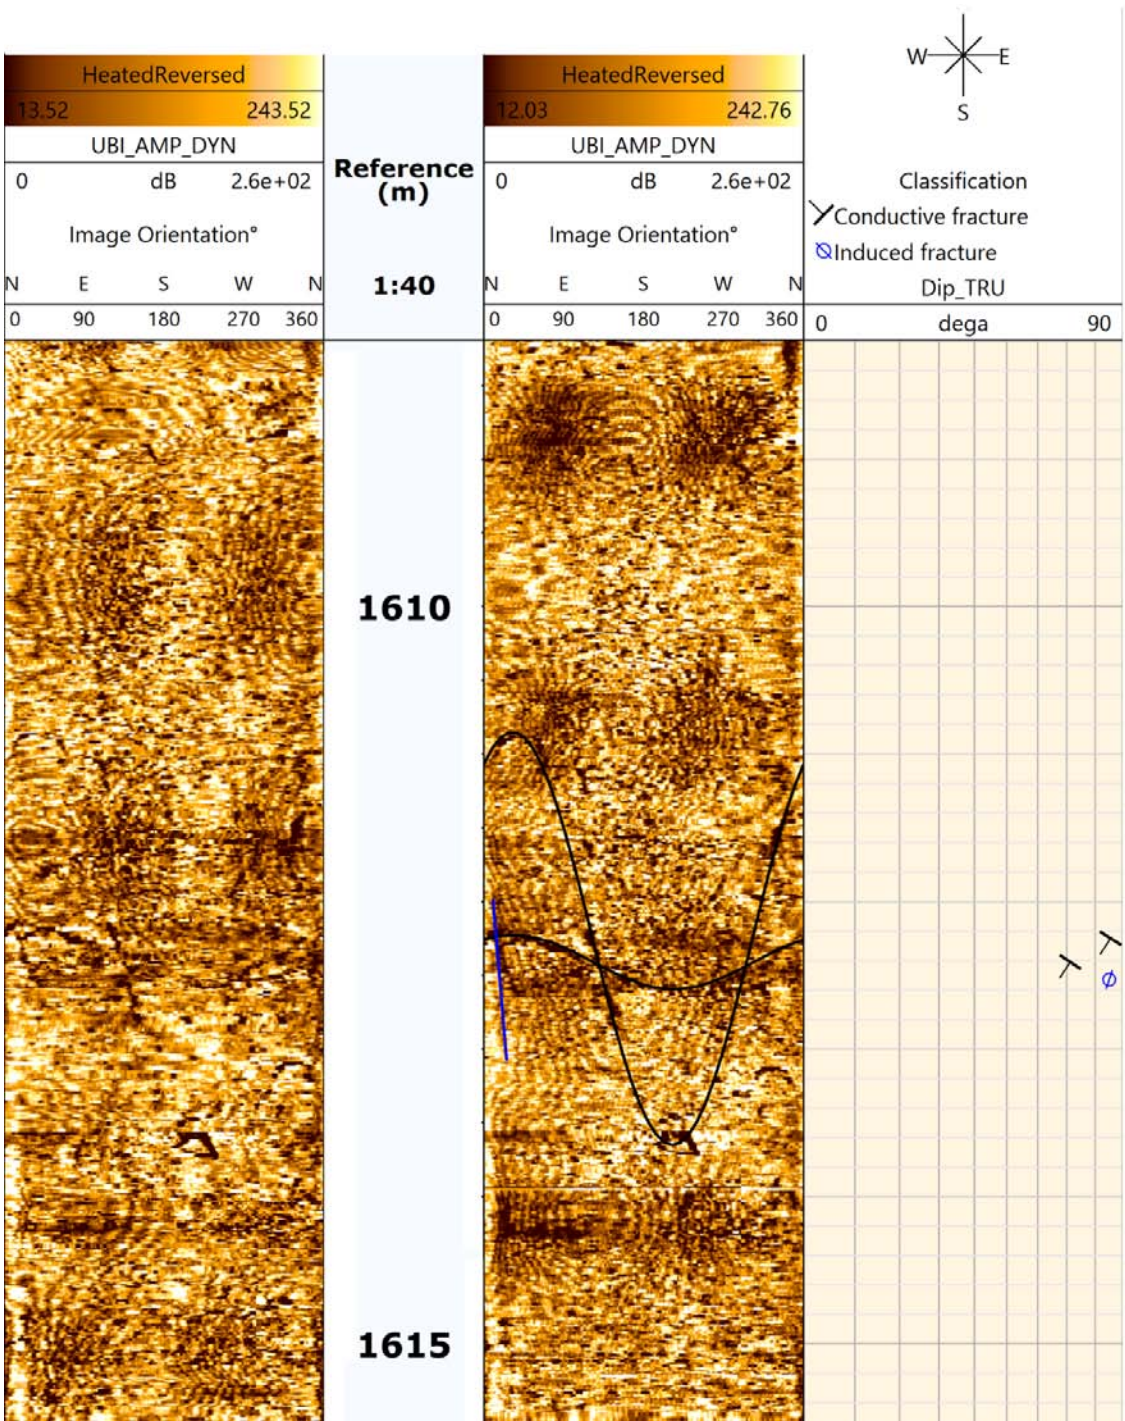 HeatedReversed
13.52 243.52
UBI_AMP_DYN
0 dB 2.6e+02
Image Orientation°
N E S W N
0 90 180 270 360
Reference
(m)
1:40
1610
1615
HeatedReversed
12.03 242.76
UBI_AMP_DYN
0 dB 2.6e+02
Image Orientation°
N E S W N
0 90 180 270 360
W E
S
Classification
Conductive fracture
Induced fracture
Dip_TRU
0 dega 90